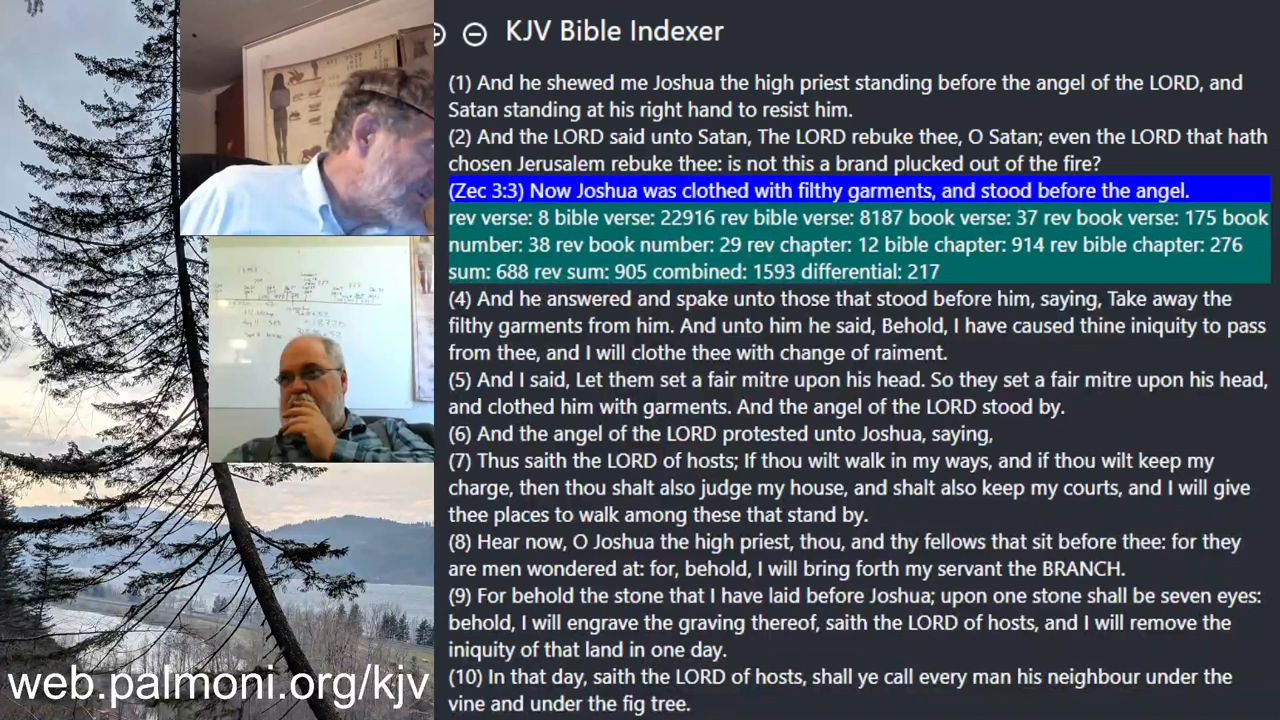 KJV Bible Indexer
(1) And he shewed me Joshua the high priest standing before the angel of the LORD, and
Satan standing at his right hand to resist him.
(2) And the LORD said unto Satan, The LORD rebuke thee, O Satan; even the LORD that hath
chosen Jerusalem rebuke thee: is not this a brand plucked out of the fire?
(Zec 3:3) Now Joshua was clothed with filthy garments, and stood before the angel.
rev verse: 8 bible verse: 22916 rev bible verse: 8187 book verse: 37 rev book verse: 175 book
number: 38 rev book number: 29 rev chapter: 12 bible chapter: 914 rev bible chapter: 276
sum: 688 rev sum: 905 combined: 1593 differential: 217
(4) And he answered and spake unto those that stood before him, saying, Take away the
filthy garments from him. And unto him he said, Behold, I have caused thine iniquity to pass
from thee, and I will clothe thee with change of raiment.
(5) And I said, Let them set a fair mitre upon his head. So they set a fair mitre upon his head,
and clothed him with garments. And the angel of the LORD stood by.
(6) And the angel of the LORD protested unto Joshua, saying,
(7) Thus saith the LORD of hosts; If thou wilt walk in my ways, and if thou wilt keep my
charge, then thou shalt also judge my house, and shalt also keep my courts, and I will give
thee places to walk among these that stand by.
(8) Hear now, O Joshua the high priest, thou, and thy fellows that sit before thee: for they
are men wondered at: for, behold, I will bring forth my servant the BRANCH.
(9) For behold the stone that I have laid before Joshua; upon one stone shall be seven eyes:
behold, I will engrave the graving thereof, saith the LORD of hosts, and I will remove the
iniquity of that land in one day.
(10) In that day, saith the LORD of hosts, shall ye call every man his neighbour under the
vine and under the fig tree.
web.palmoni.org/kjv